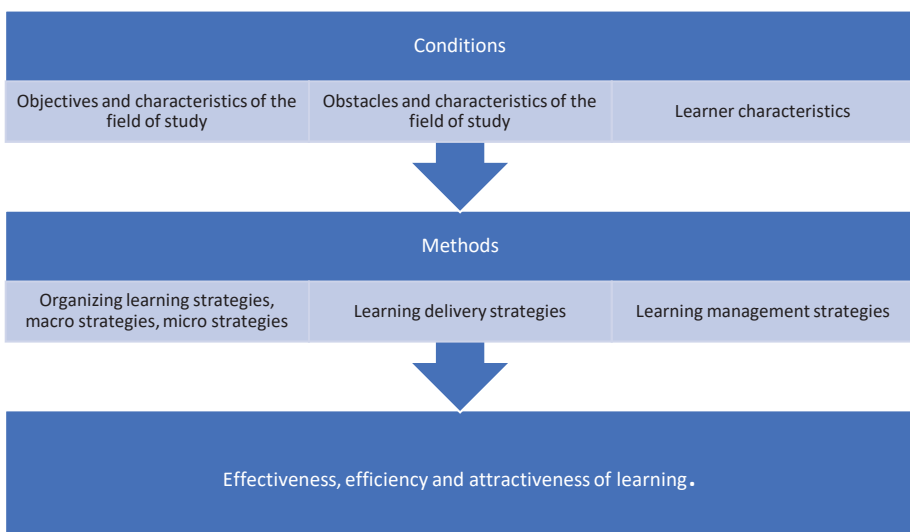 Conditions
Objectives and characteristics of the
field of study
Obstacles and characteristics of the
field of study
Learner characteristics
Methods
Organizing learning strategies,
macro strategies, micro strategies
Learning delivery strategies
Learning management strategies
Effectiveness, efficiency and attractiveness of learning.